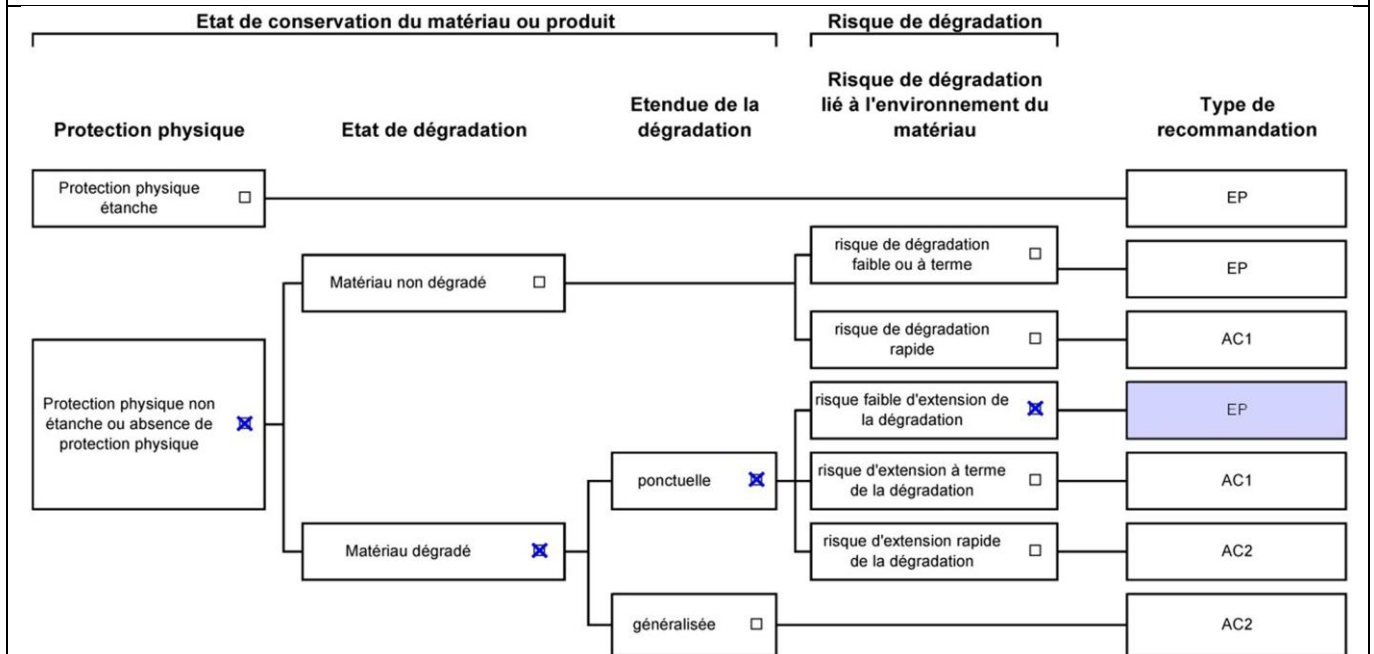 Etat de conservation du matériau ou produit
Risque de dégradation
Protection physique
Etat de dégradation
Etendue de la
dégradation
Risque de dégradation
lié à l'environnement du
matériau
Type de
recommandation
Protection physique
étanche
EP
risque de dégradation
faible ou à terme
EP
Matériau non dégradé
risque de dégradation
rapide
AC1
Protection physique non
étanche ou absence de
protection physique
risque faible d'extension de
la dégradation
EP
ponctuelle
risque d'extension à terme
de la dégradation
AC1
Matériau dégradé
risque d'extension rapide
de la dégradation
AC2
généralisée
AC2